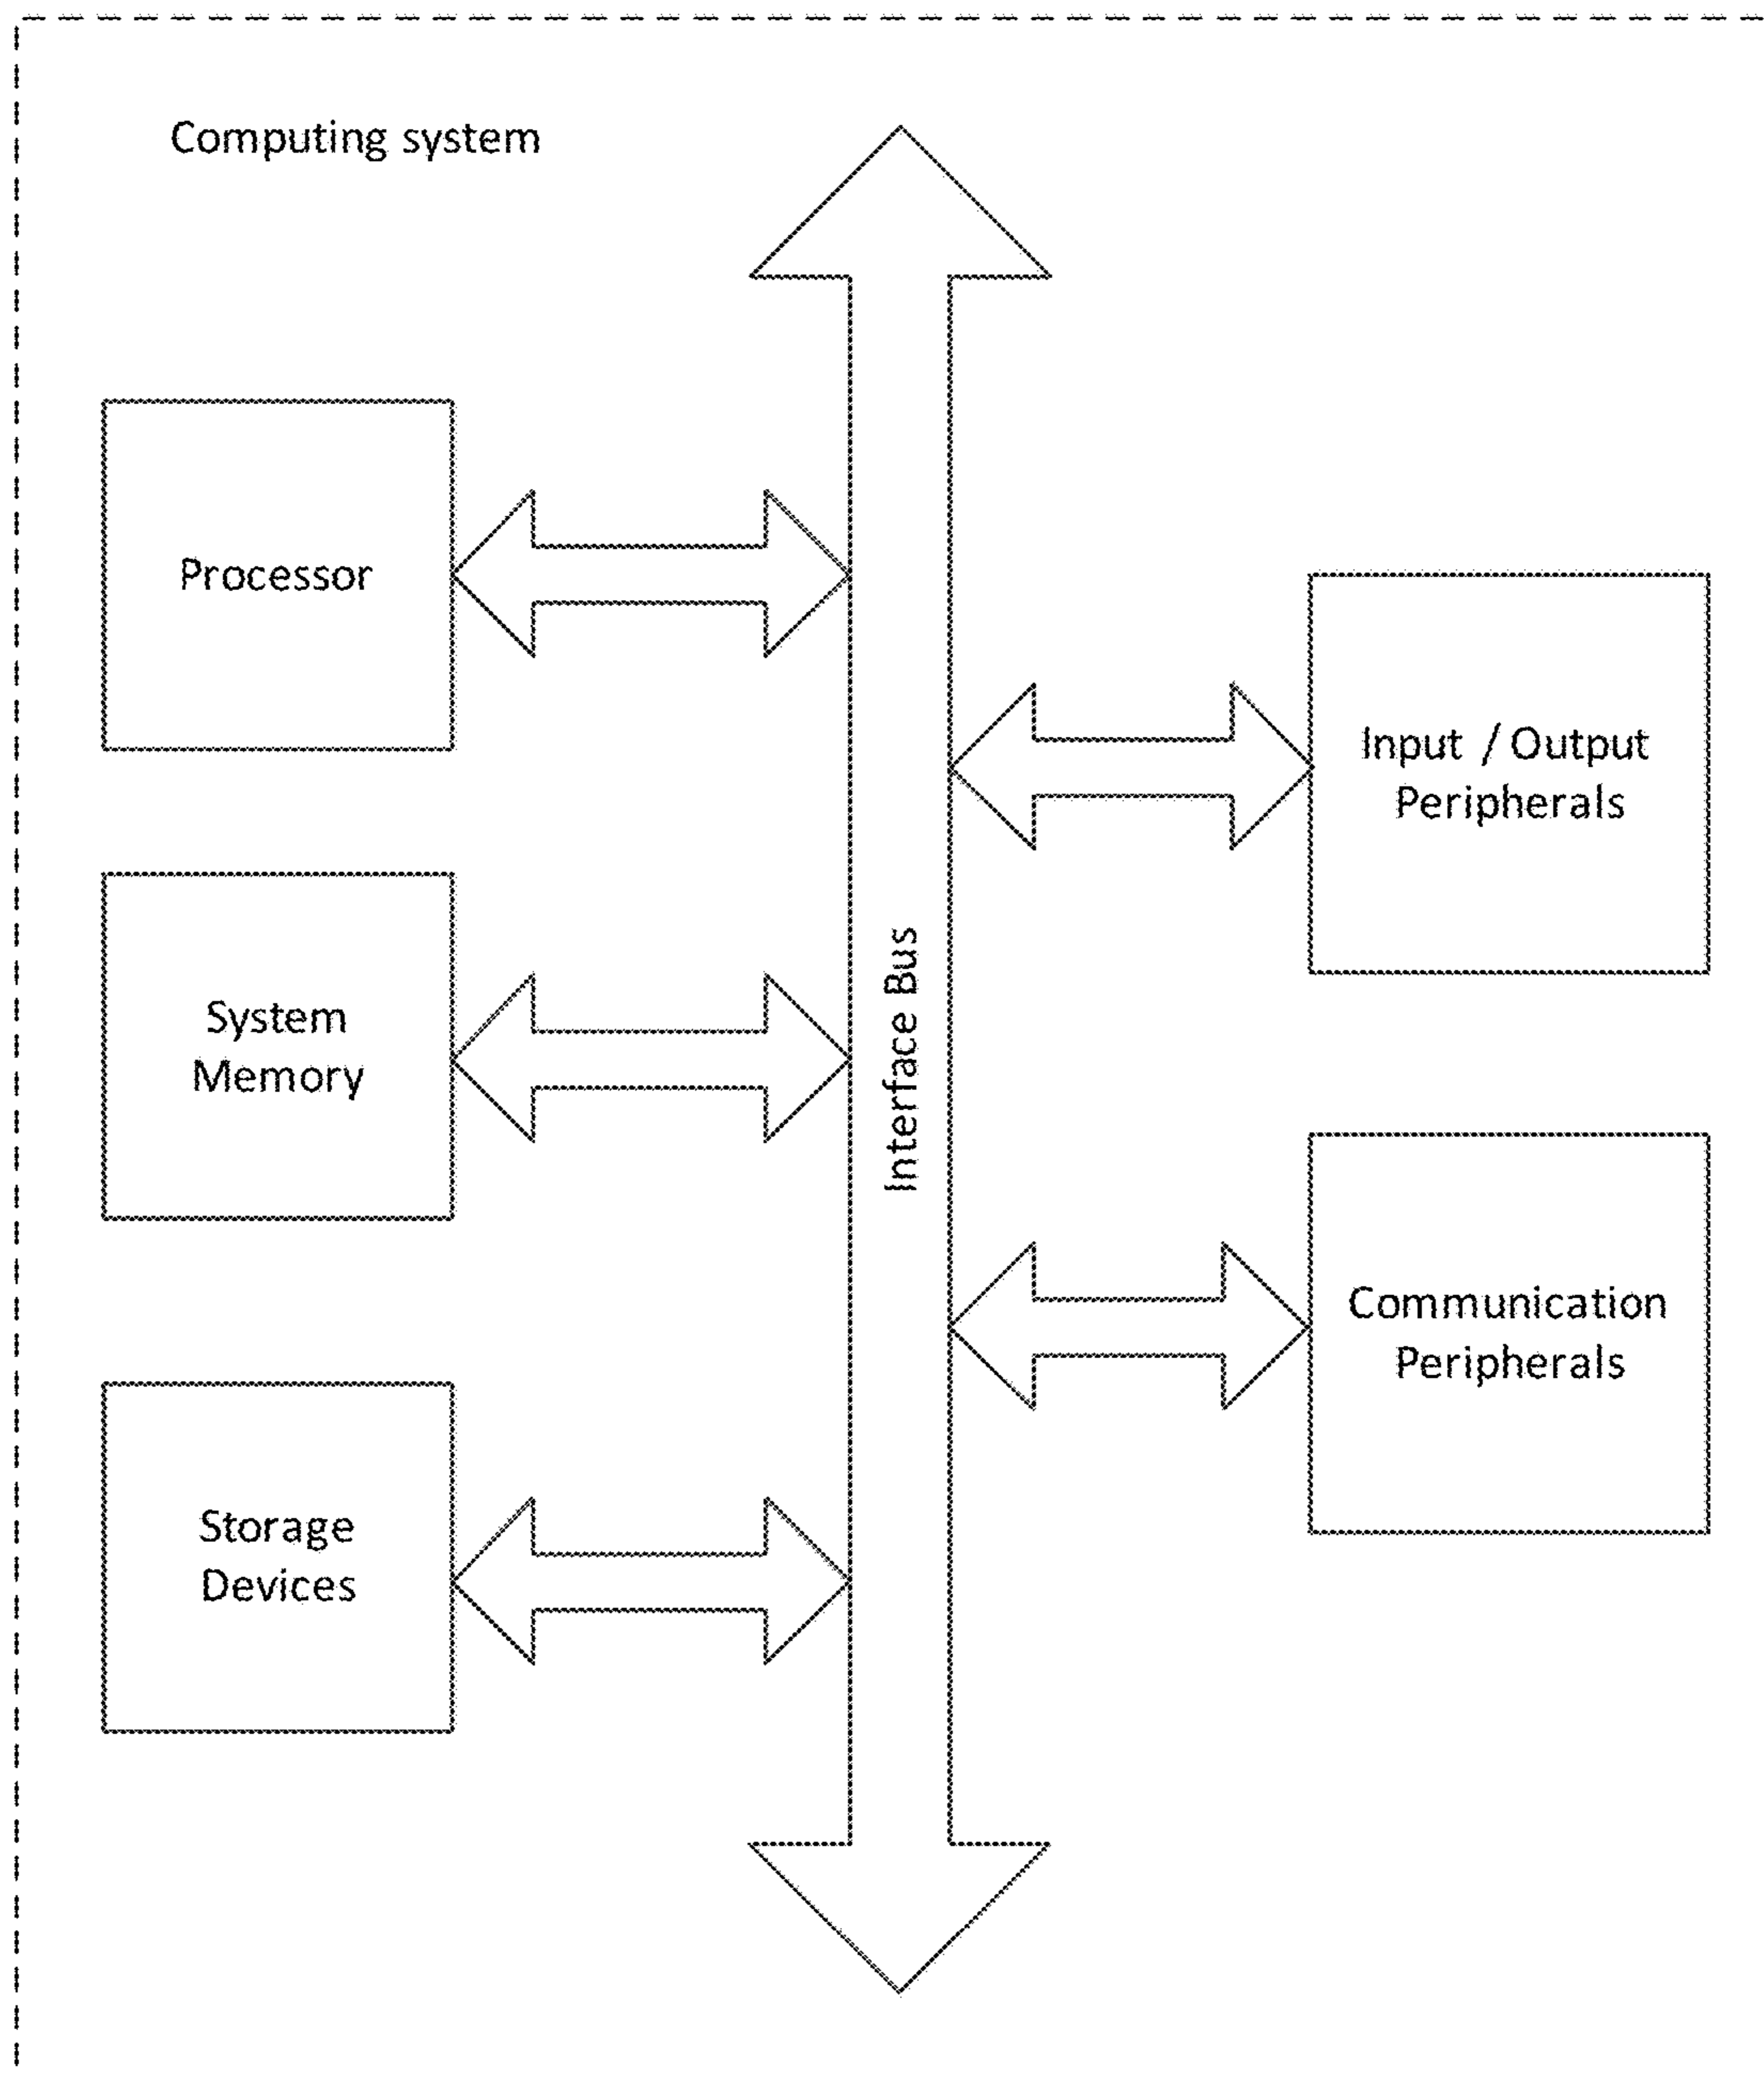 Computing system
Processor
Input / Output
Peripherals
System
Memory
Interface Bus
Communication
Peripherals
Storage
Devices